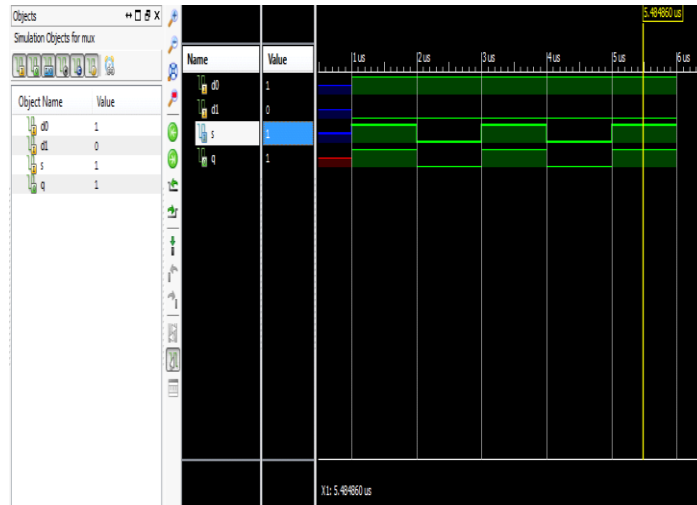 Objects
Simulation Objects for mux
Object Name Value
d0 1
d1 0
s 1
q 1
Name Value
d0 1
d1 0
s 1
q 1
5.484860 us
1 us 2 us 3 us 4 us 5 us 6 us
X1: 5.484860 us